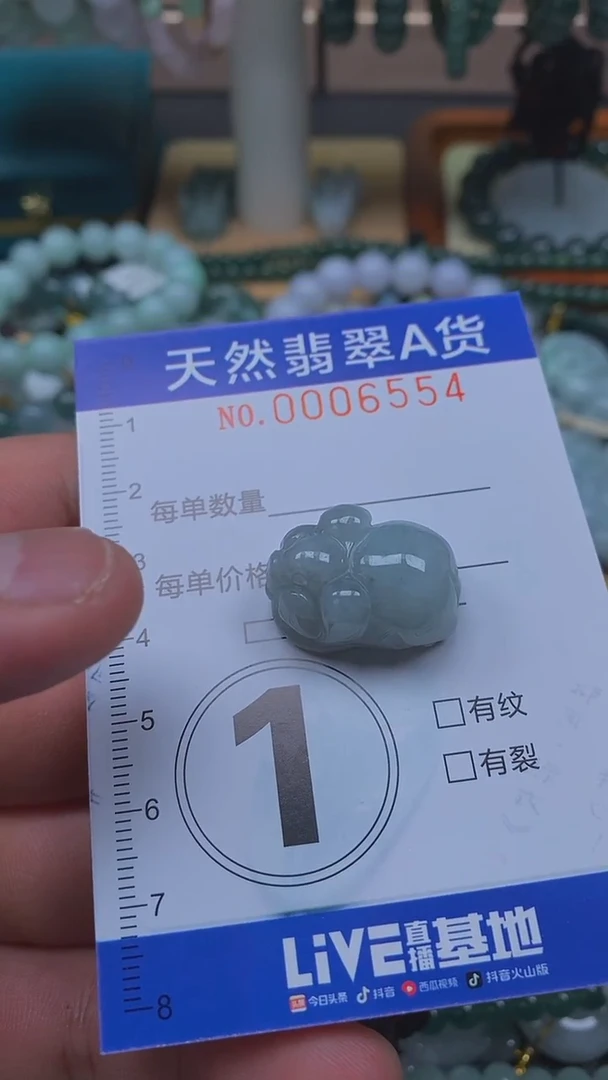 天然翡翠A货
NO.0006554
1
2
每单数量
3
每单价格
4
有纹
5
有裂
1
6
7
LiVE直播基地
今日头条 抖音 西瓜视频 抖音火山版
8